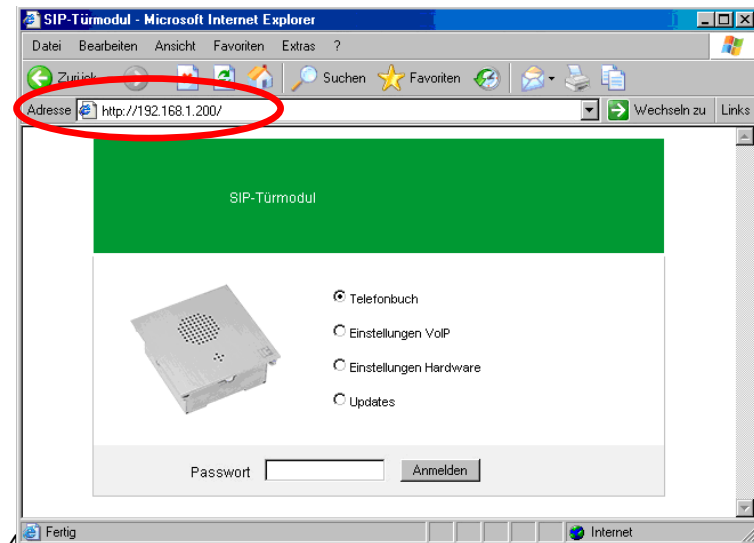 SIP-Türmodul - Microsoft Internet Explorer
Datei Bearbeiten Ansicht Favoriten Extras ?
Zurück Suchen Favoriten
Adresse http://192.168.1.200/ Wechseln zu Links
SIP-Türmodul
Telefonbuch
Einstellungen VoIP
Einstellungen Hardware
Updates
Passwort Anmelden
Fertig Internet